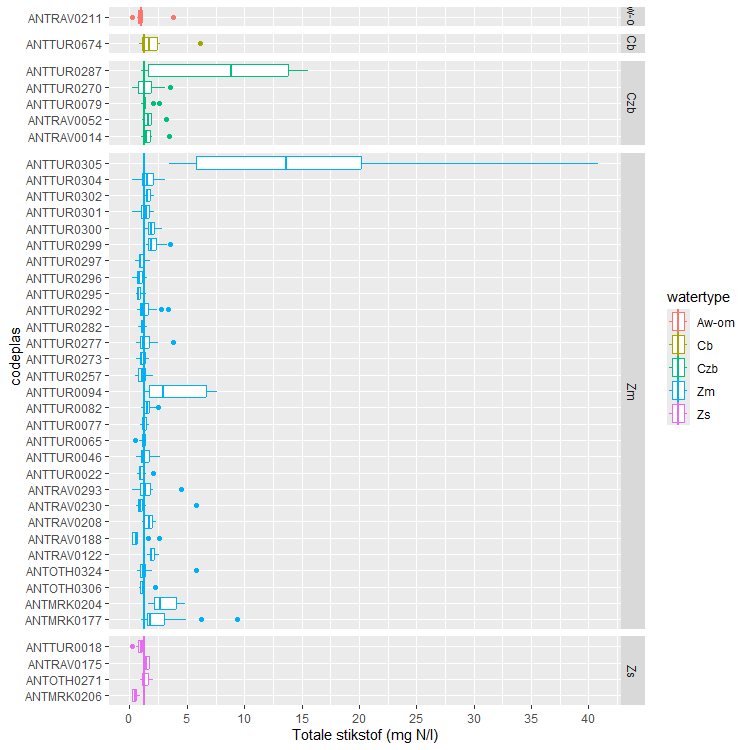 ANTRAV0211
w-o
ANTTUR0674
Cb
ANTTUR0287
ANTTUR0270
ANTTUR0079
ANTRAV0052
ANTRAV0014
Czb
ANTTUR0305
ANTTUR0304
ANTTUR0302
ANTTUR0301
ANTTUR0300
ANTTUR0299
ANTTUR0297
ANTTUR0296
ANTTUR0295
ANTTUR0292
ANTTUR0282
ANTTUR0277
ANTTUR0273
ANTTUR0257
ANTTUR0094
ANTTUR0082
ANTTUR0077
ANTTUR0065
ANTTUR0046
ANTTUR0022
ANTRAV0293
ANTRAV0230
ANTRAV0208
ANTRAV0188
ANTRAV0122
ANTOTH0324
ANTOTH0306
ANTMRK0204
ANTMRK0177
Zm
ANTTUR0018
ANTRAV0175
ANTOTH0271
ANTMRK0206
Zs
codeplas
0 5 10 15 20 25 30 35 40
Totale stikstof (mg N/l)
watertype
Aw-om
Cb
Czb
Zm
Zs